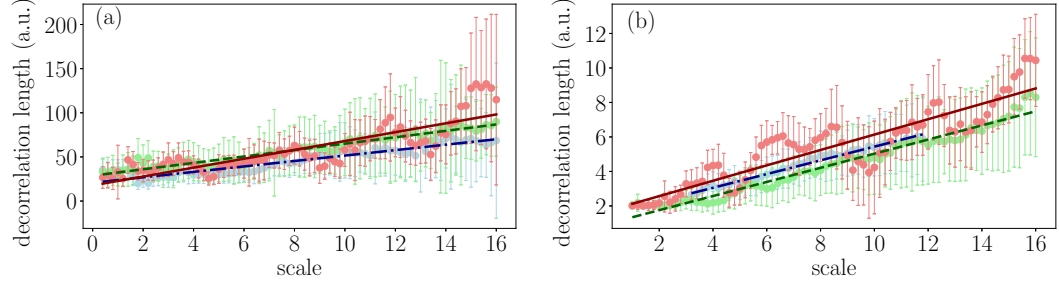 (a)
decorrelation length (a.u.)
200
150
100
50
0
0 2 4 6 8 10 12 14 16
scale
(b)
decorrelation length (a.u.)
12
10
8
6
4
2
2 4 6 8 10 12 14 16
scale